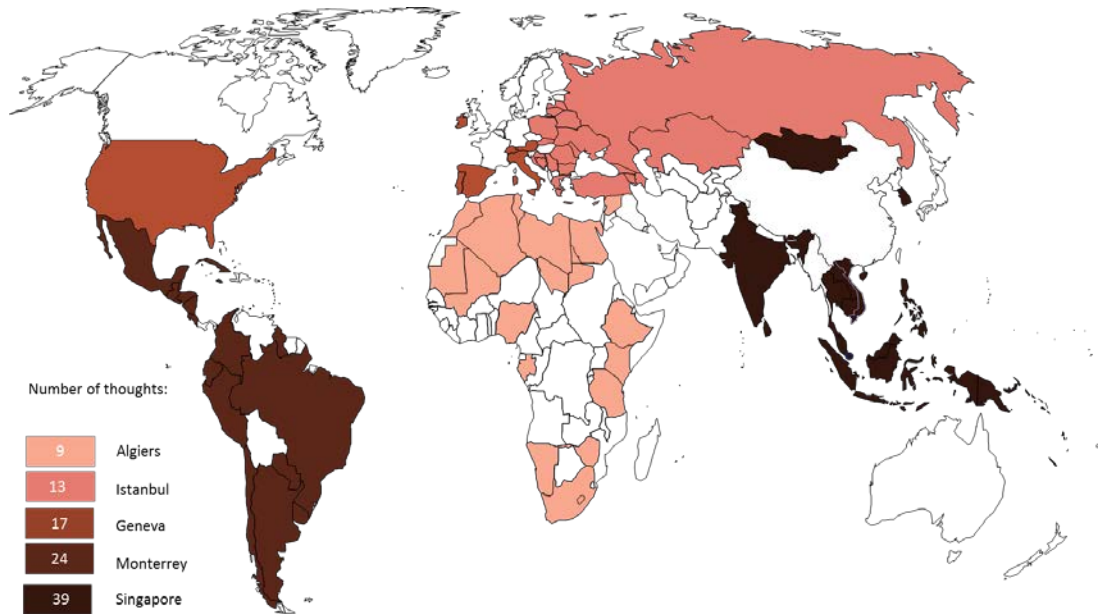 Number of thoughts:
9 Algiers
13 Istanbul
17 Geneva
24 Monterrey
39 Singapore